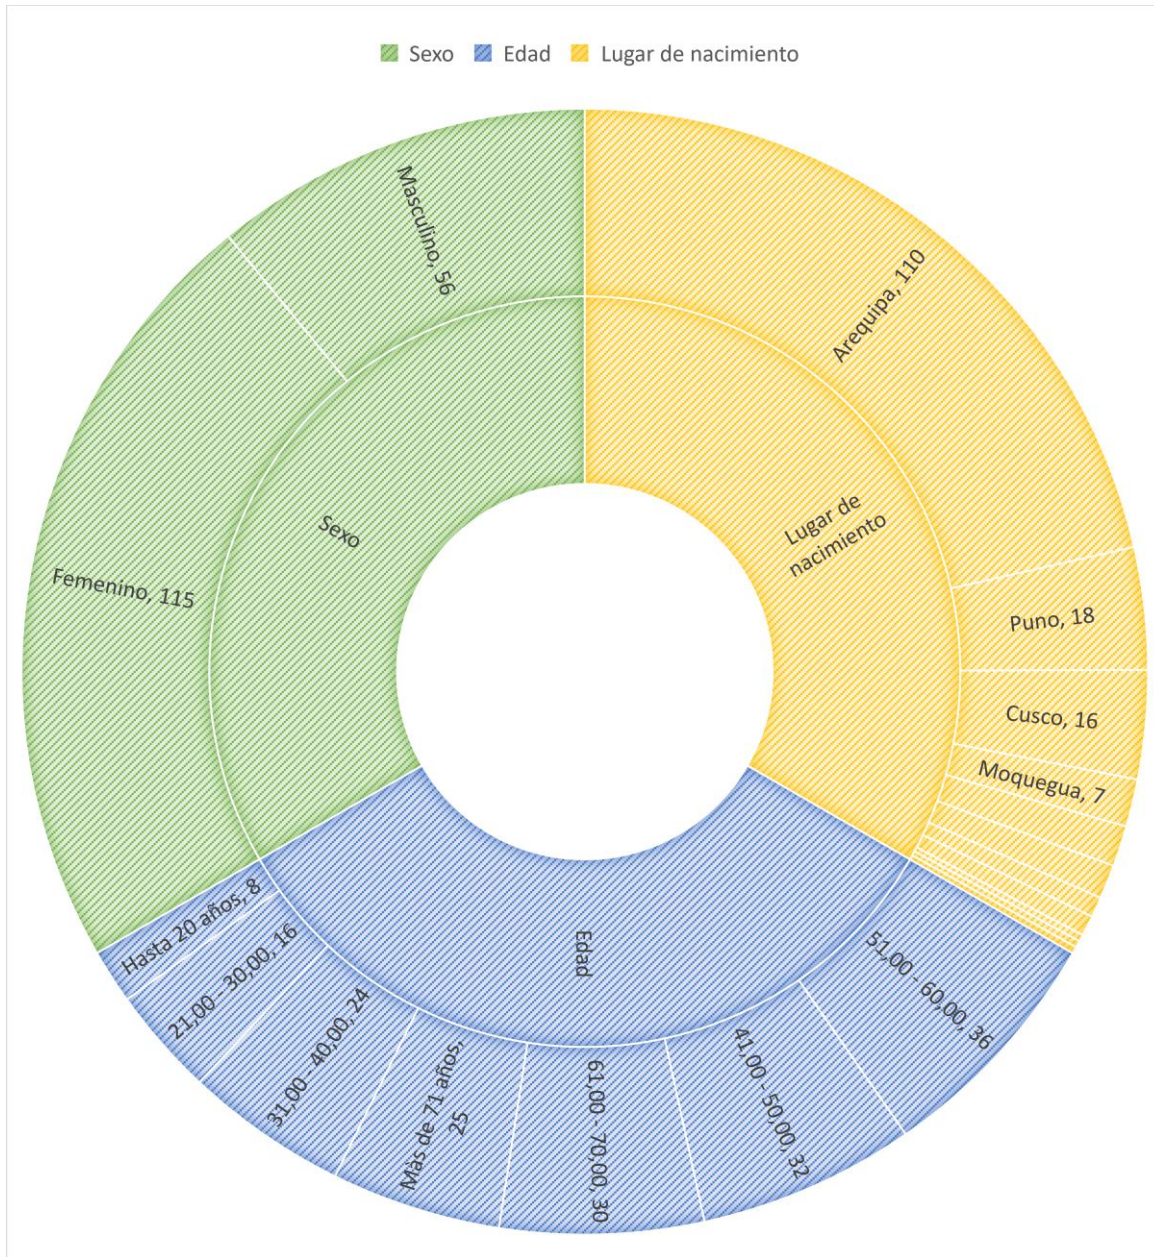 Sexo
Edad
Lugar de nacimiento
Masculino, 56
Arequipa, 110
Sexo
Lugar de
nacimiento
Femenino, 115
Puno, 18
Cusco, 16
Moquegua, 7
Hasta 20 años, 8
21,00 - 30,00, 16
31,00 - 40,00, 24
Màs de 71 años,
25
61,00 - 70,00, 30
41,00 - 50,00, 32
51,00 - 60,00, 36
Edad